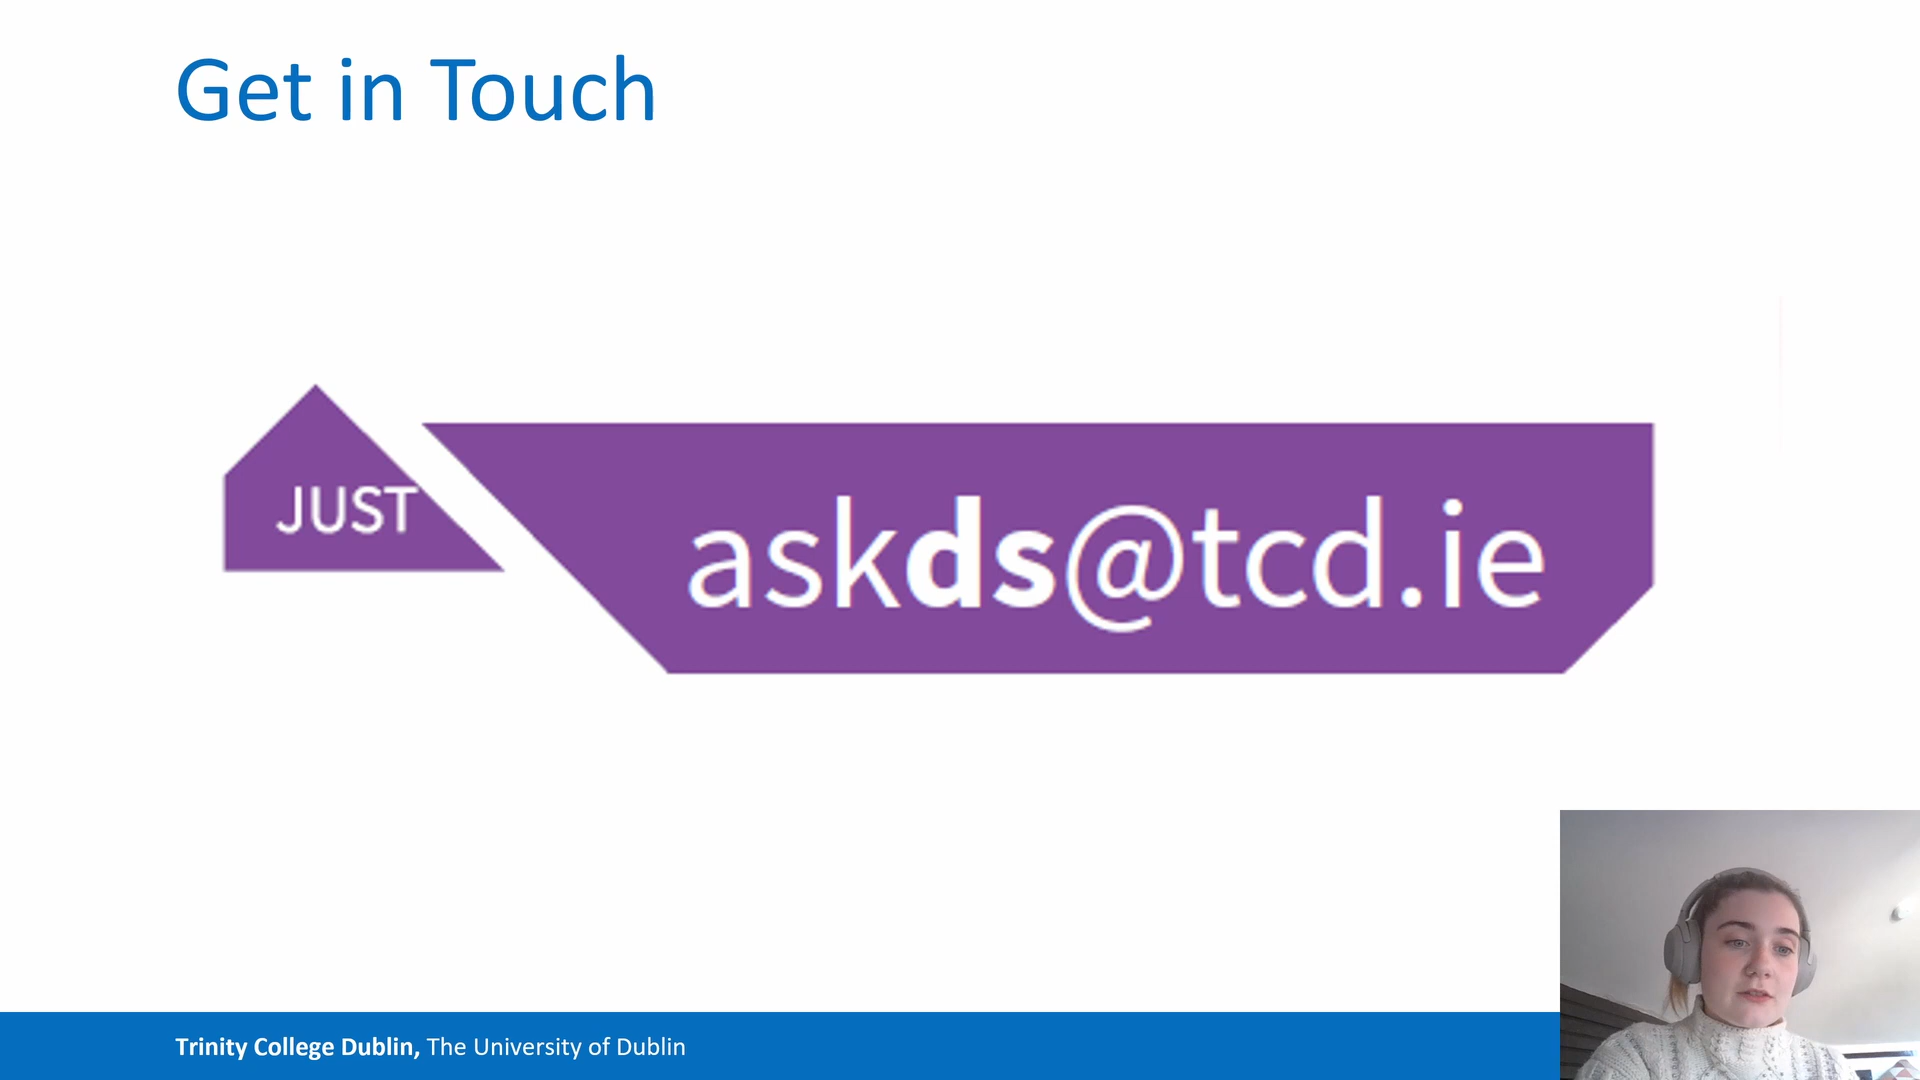 Get in Touch
JUST
askds@tcd.ie
Trinity College Dublin, The University of Dublin